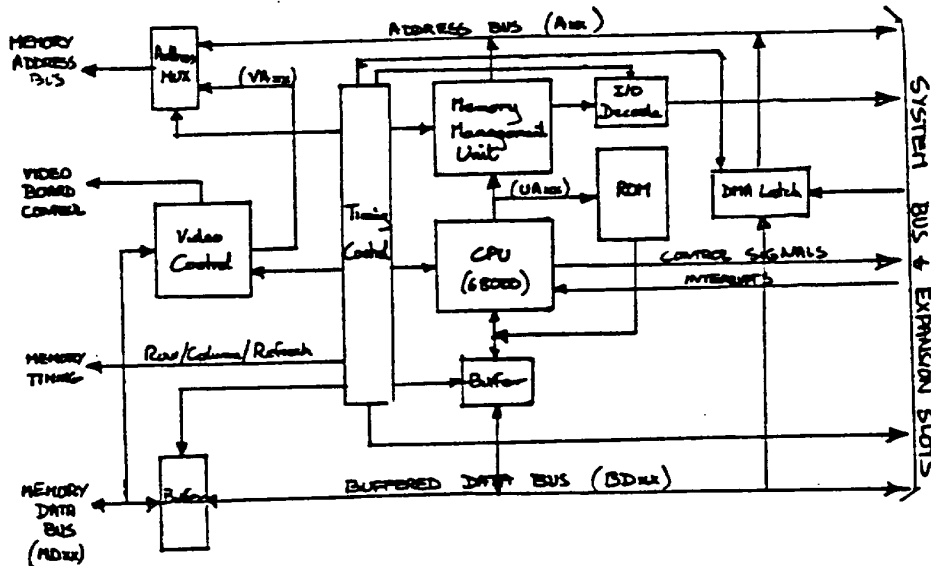 ADDRESS BUS (Axx)
MEMORY
ADDRESS
BUS
Address
MUX
(VAxx)
I/O
Decode
Memory
Management
Unit
VIDEO
BOARD
CONTROL
(UAxx)
ROM
DMA Latch
Timing
Control
Video
Control
CPU
(68000)
CONTROL SIGNALS
INTERRUPTS
MEMORY
TIMING
Row/Column/Refresh
Buffer
BUFFERED DATA BUS (BDxx)
MEMORY
DATA
BUS
(MDxx)
Buffer
SYSTEM BUS & EXPANSION SLOTS